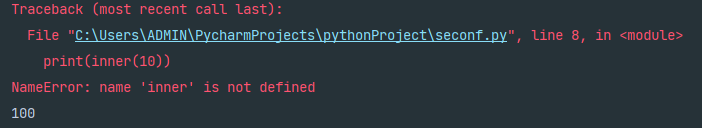 Traceback (most recent call last):
  File "C:\Users\ADMIN\PycharmProjects\pythonProject\seconf.py", line 8, in <module>
    print(inner(10))
NameError: name 'inner' is not defined
100